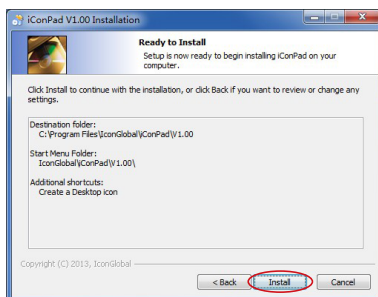 iConPad V1.00 Installation
Ready to Install
Setup is now ready to begin installing iConPad on your
computer.
Click Install to continue with the installation, or click Back if you want to review or change any
settings.
Destination folder:
C:\Program Files\IconGlobal\iConPad\V1.00
Start Menu Folder:
IconGlobal\iConPad\V1.00\
Additional shortcuts:
Create a Desktop icon
Copyright (C) 2013, IconGlobal
< Back Install Cancel